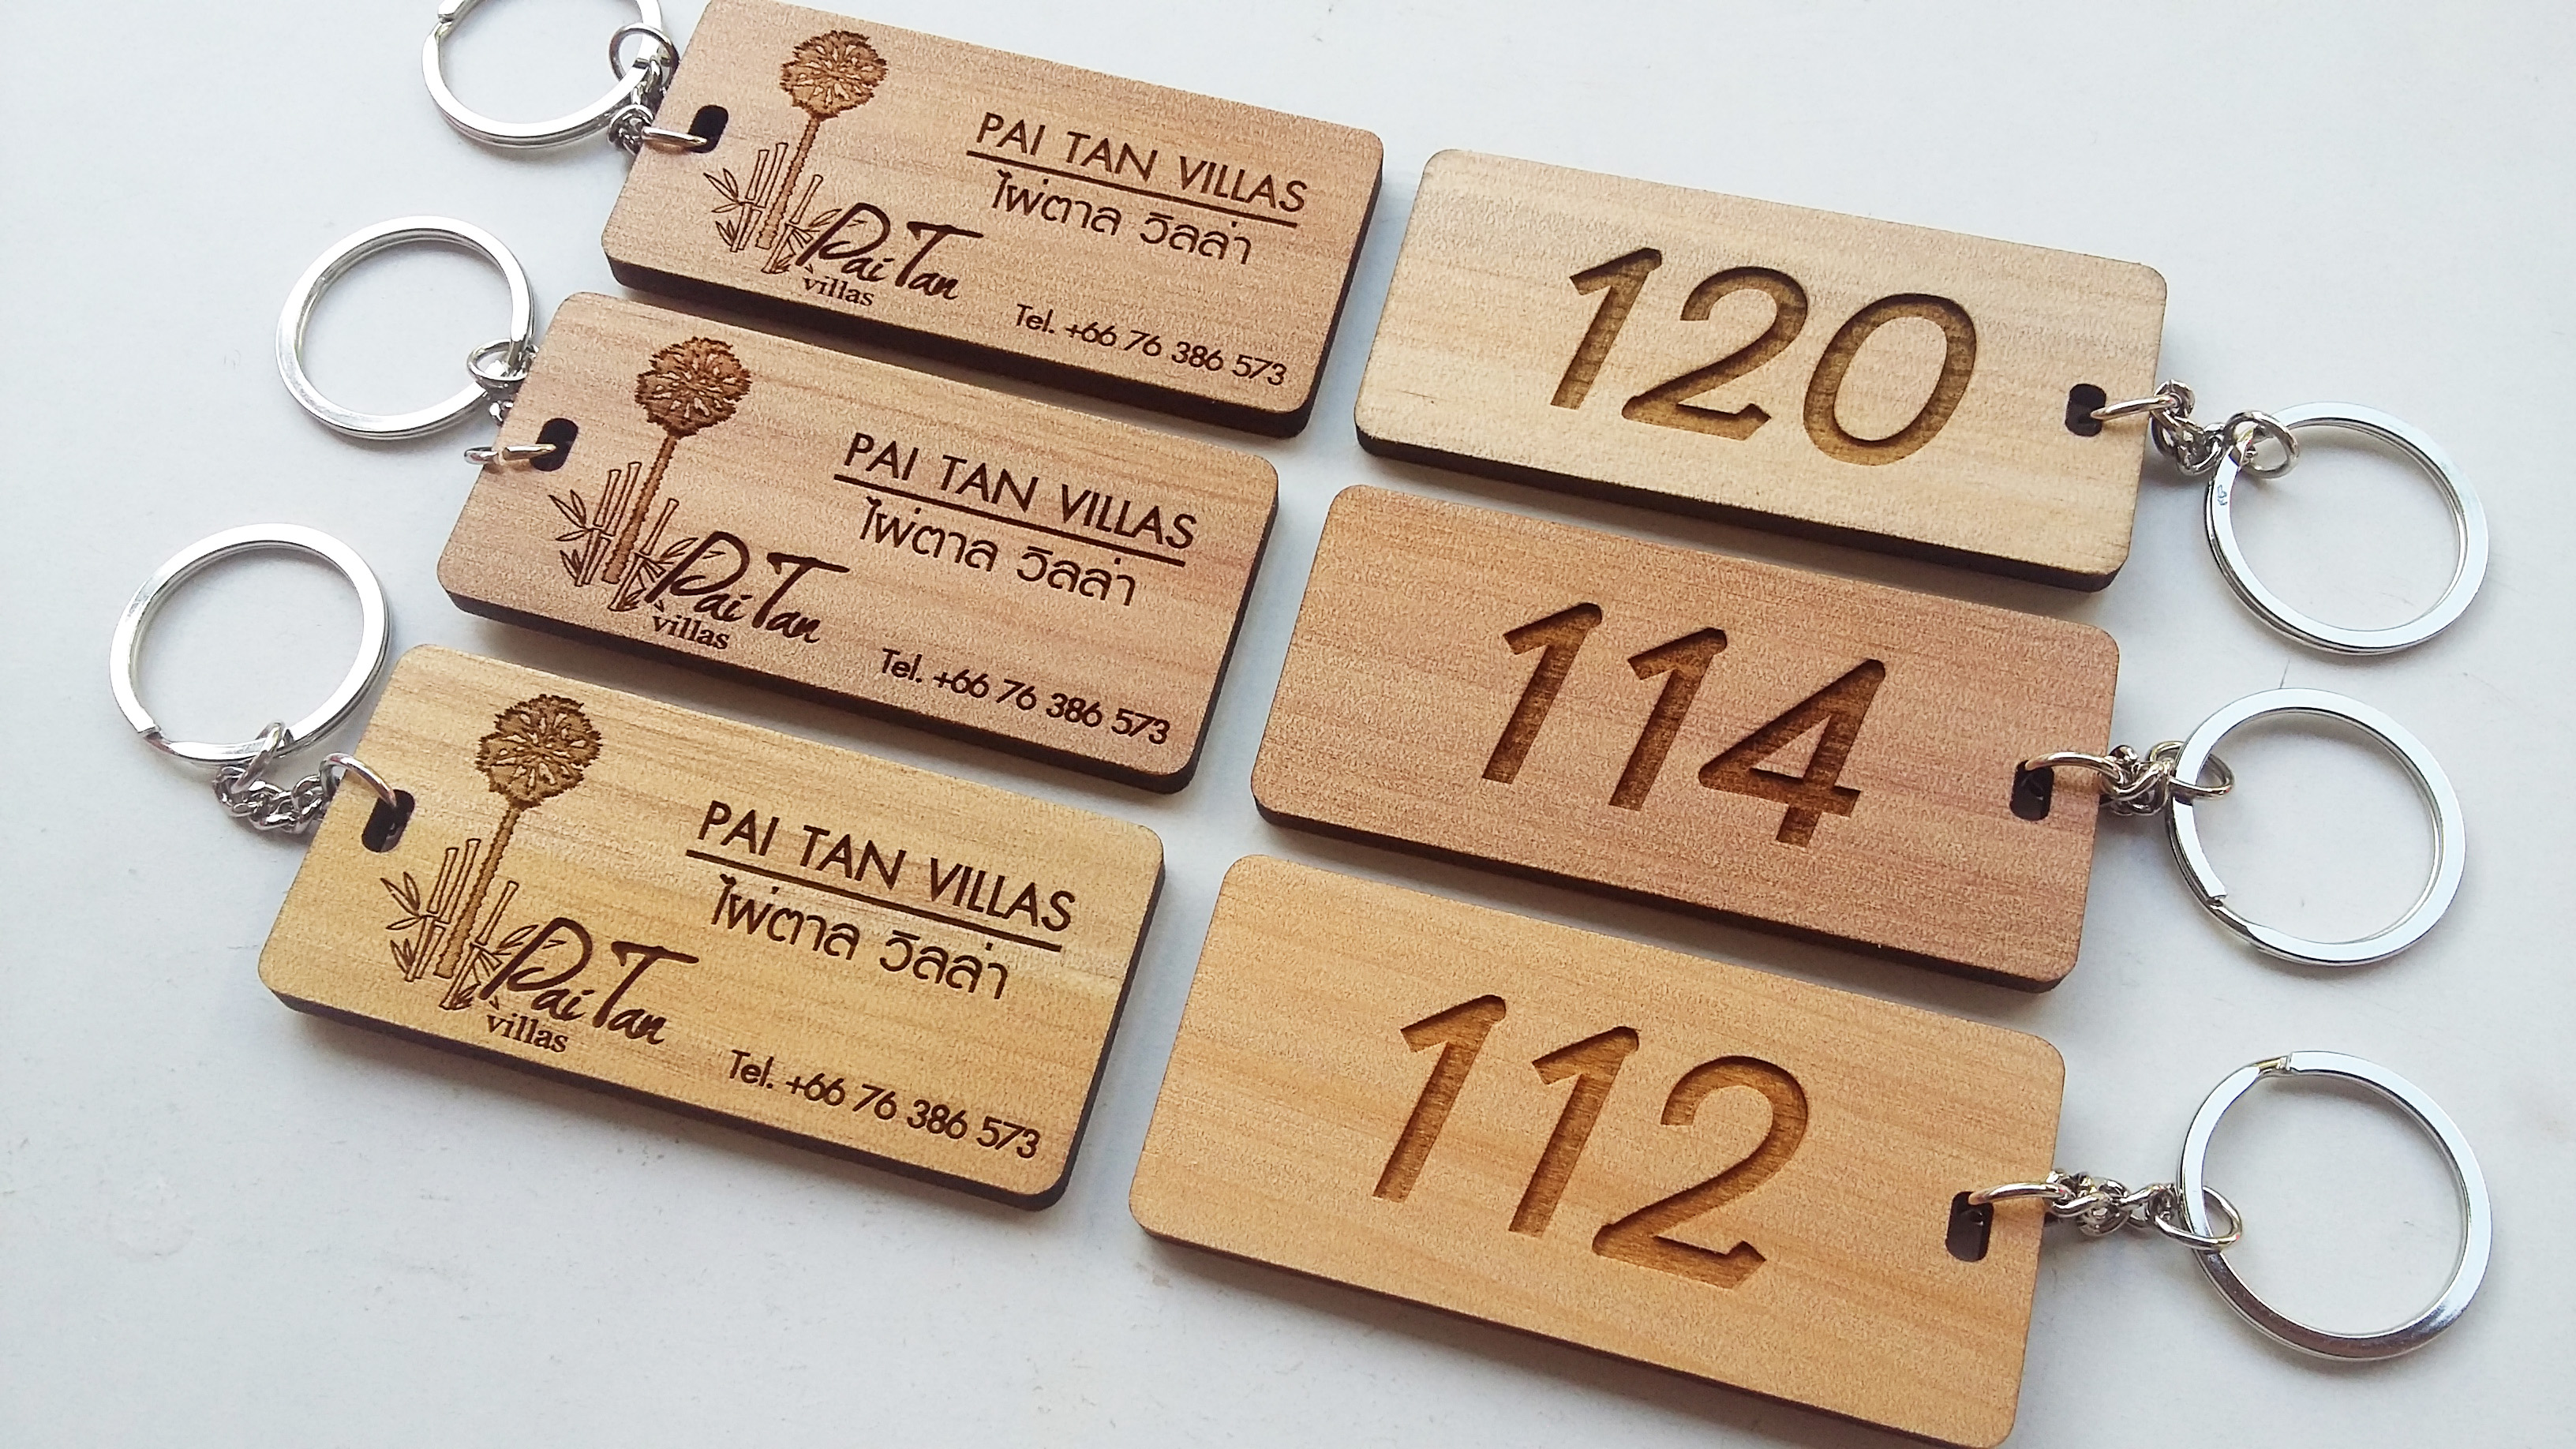 PAI TAN VILLAS
ไผ่ตาล วิลล่า
Pai Tan
villas
Tel. +66 76 386 573
120
PAI TAN VILLAS
ไผ่ตาล วิลล่า
Pai Tan
villas
Tel. +66 76 386 573
114
PAI TAN VILLAS
ไผ่ตาล วิลล่า
Pai Tan
villas
Tel. +66 76 386 573
112